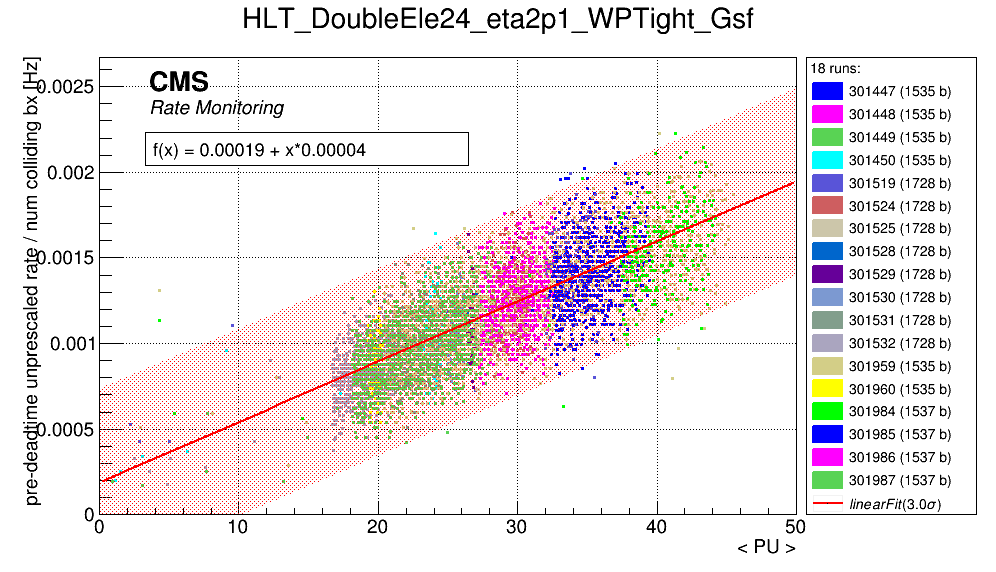 HLT_DoubleEle24_eta2p1_WPTight_Gsf
pre-deadtime unprescaled rate / num colliding bx [Hz]
0.0025
0.002
0.0015
0.001
0.0005
0
CMS
Rate Monitoring
f(x) = 0.00019 + x*0.00004
0 10 20 30 40 50
< PU >
18 runs:
301447 (1535 b)
301448 (1535 b)
301449 (1535 b)
301450 (1535 b)
301519 (1728 b)
301524 (1728 b)
301525 (1728 b)
301528 (1728 b)
301529 (1728 b)
301530 (1728 b)
301531 (1728 b)
301532 (1728 b)
301959 (1535 b)
301960 (1535 b)
301984 (1537 b)
301985 (1537 b)
301986 (1537 b)
301987 (1537 b)
linearFit(3.0σ)